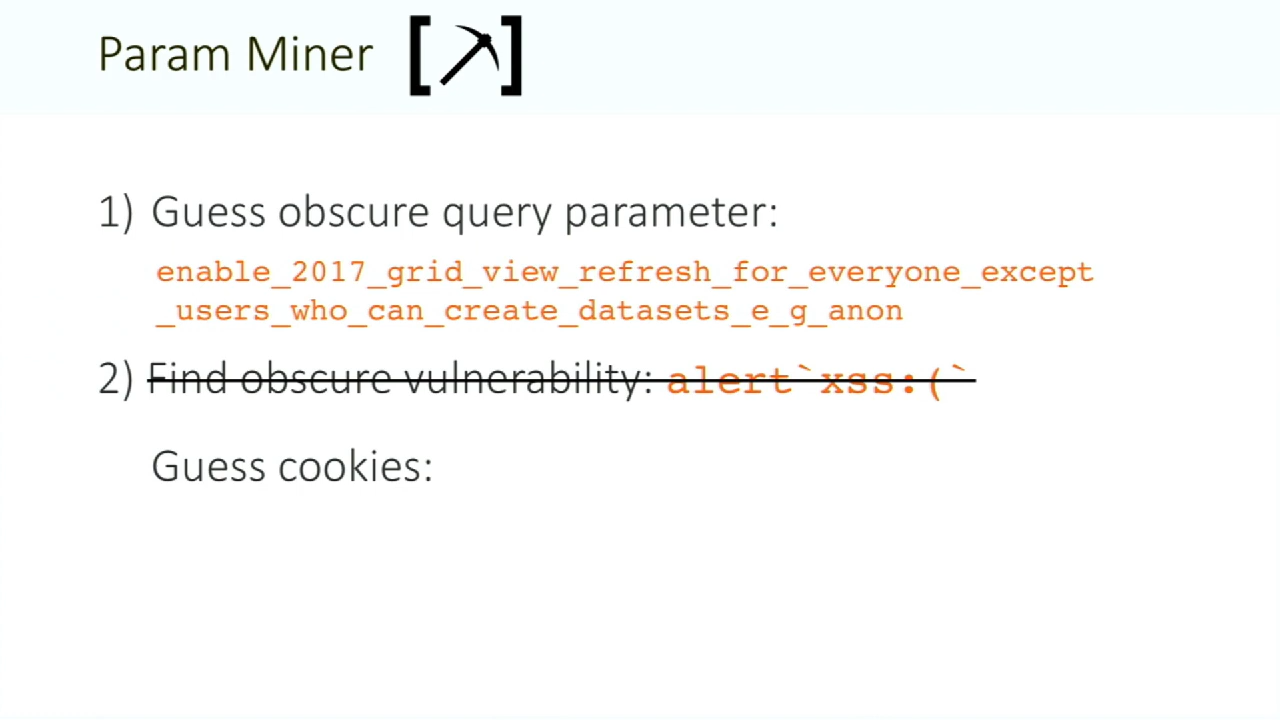 Param Miner
1) Guess obscure query parameter:
enable_2017_grid_view_refresh_for_everyone_except
_users_who_can_create_datasets_e_g_anon
2) Find obscure vulnerability: alert`xss:(`
Guess cookies: